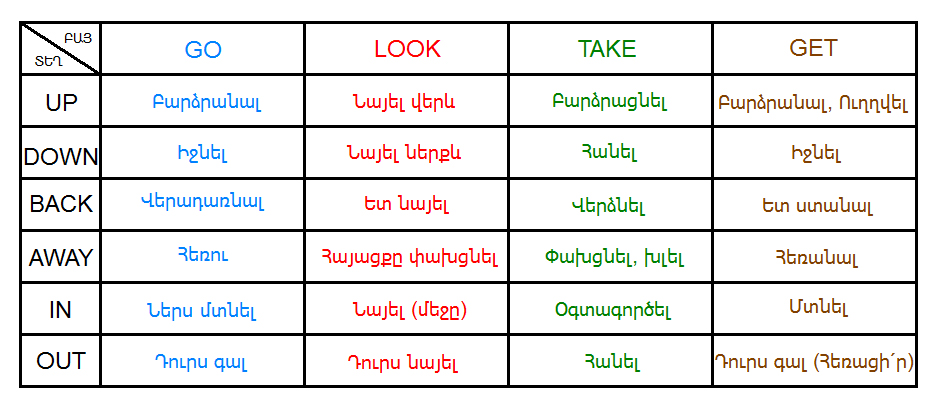 ԲԱՅ
ՏԵՂ
GO LOOK TAKE GET
UP Բարձրանալ Նայել վերև Բարձրացնել Բարձրանալ, Ուղղվել
DOWN Իջնել Նայել ներքև Հանել Իջնել
BACK Վերադառնալ Ետ նայել Վերձնել Ետ ստանալ
AWAY Հեռու Հայացքը փախցնել Փախցնել, խլել Հեռանալ
IN Ներս մտնել Նայել (մեջը) Օգտագործել Մտնել
OUT Դուրս գալ Դուրս նայել Հանել Դուրս գալ (Հեռացի՛ր)